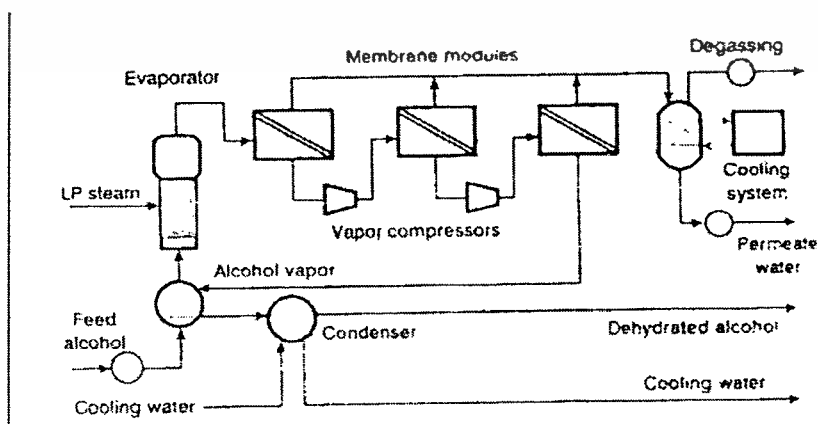 Membrane modules
Degassing
Evaporator
LP steam
Cooling
system
Vapor compressors
Permeate
water
Alcohol vapor
Feed
alcohol
Condenser
Dehydrated alcohol
Cooling water
Cooling water